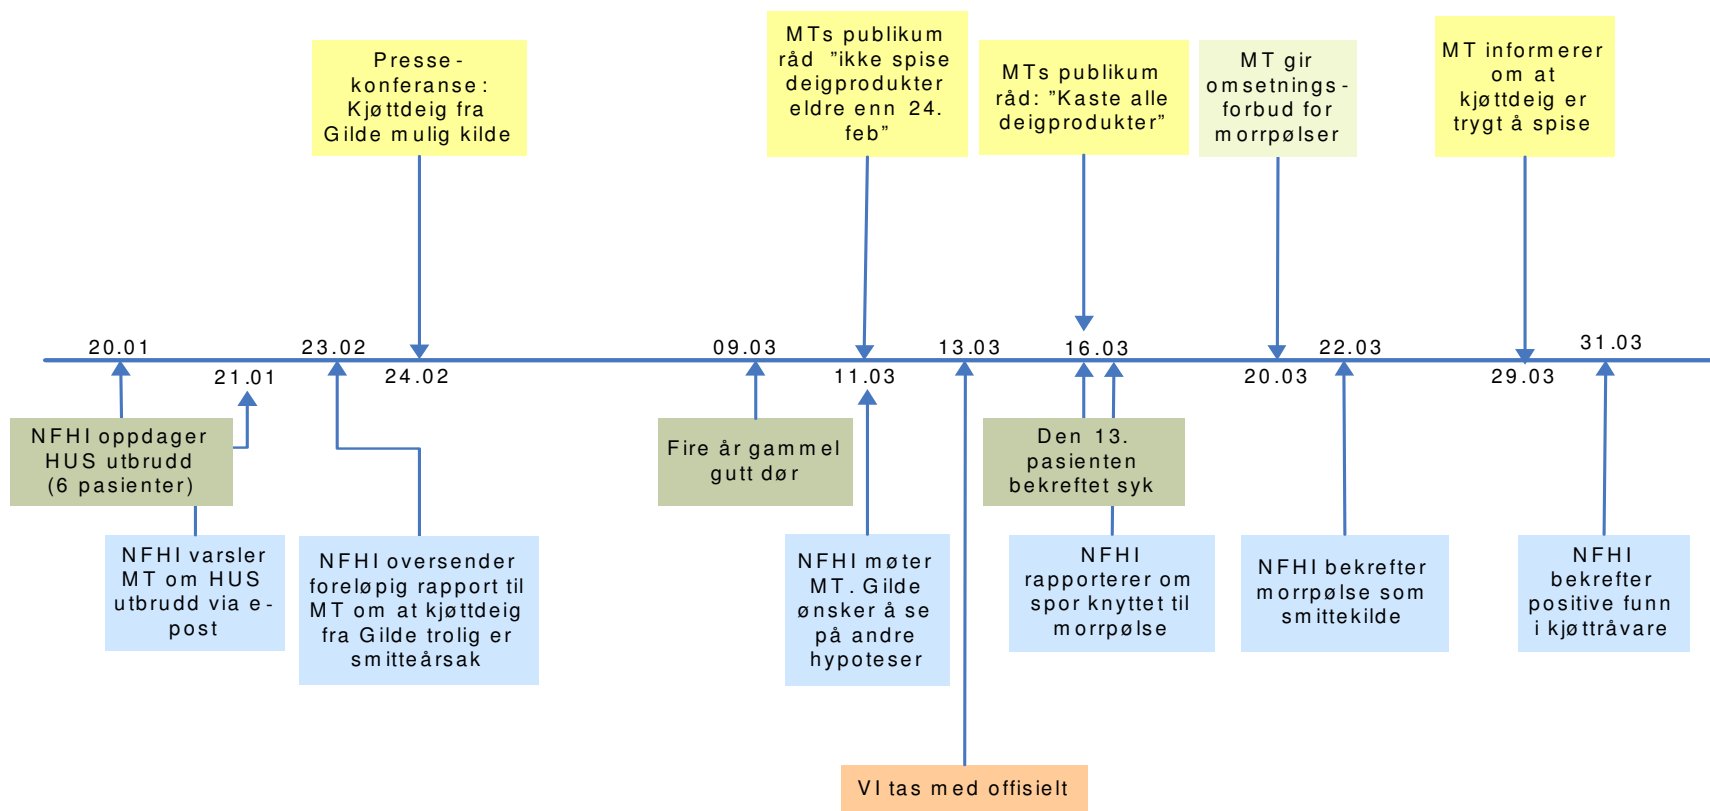 Presse-
konferanse:
Kjøttdeig fra
Gilde mulig kilde
MTs publikum
råd "ikke spise
deigprodukter
eldre enn 24.
feb”
MTs publikum
råd: ”Kaste alle
deigprodukter”
MT gir
omsetnings-
forbud for
morrpølser
MT informerer
om at
kjøttdeig er
trygt å spise
20.01
21.01
23.02
24.02
09.03
11.03
13.03
16.03
20.03
22.03
29.03
31.03
NFHI oppdager
HUS utbrudd
(6 pasienter)
Fire år gammel
gutt dør
Den 13.
pasienten
bekreftet syk
NFHI varsler
MT om HUS
utbrudd via e-
post
NFHI oversender
foreløpig rapport til
MT om at kjøttdeig
fra Gilde trolig er
smitteårsak
NFHI møter
MT. Gilde
ønsker å se
på andre
hypoteser
NFHI
rapporterer om
spor knyttet til
morrpølse
NFHI bekrefter
morrpølse som
smittekilde
NFHI
bekrefter
positive funn
i kjøttråvare
VI tas med offisielt